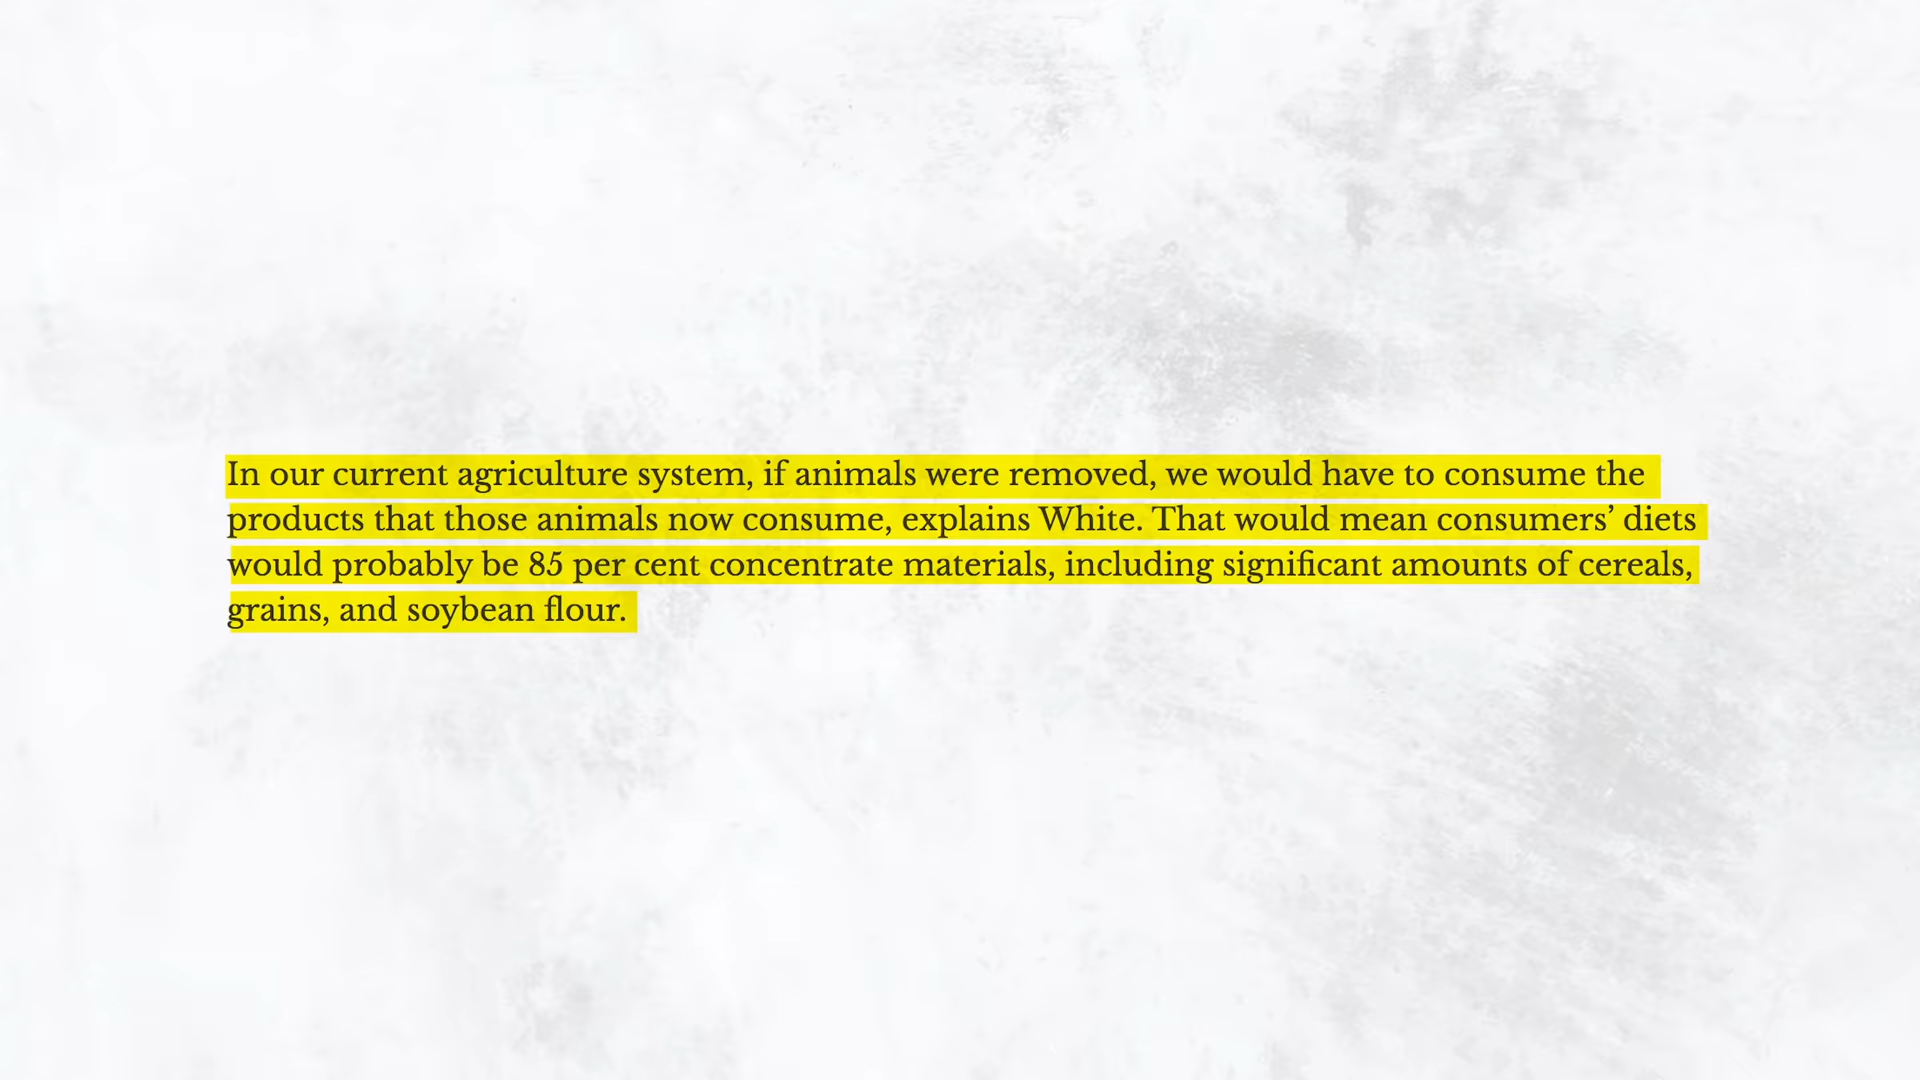 In our current agriculture system, if animals were removed, we would have to consume the
products that those animals now consume, explains White. That would mean consumers’ diets
would probably be 85 per cent concentrate materials, including significant amounts of cereals,
grains, and soybean flour.